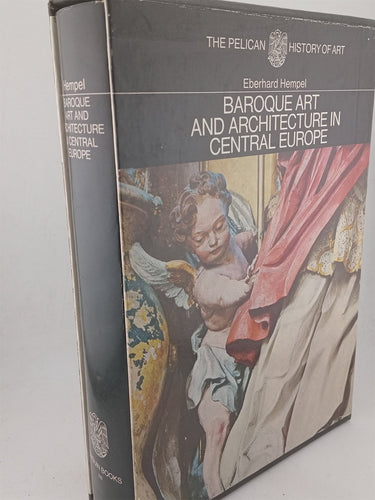 THE PELICAN HISTORY OF ART
Eberhard Hempel
BAROQUE ART
AND ARCHITECTURE IN
CENTRAL EUROPE
Hempel
BAROQUE
ART AND
ARCHITECTURE
IN CENTRAL
EUROPE
BOOKS